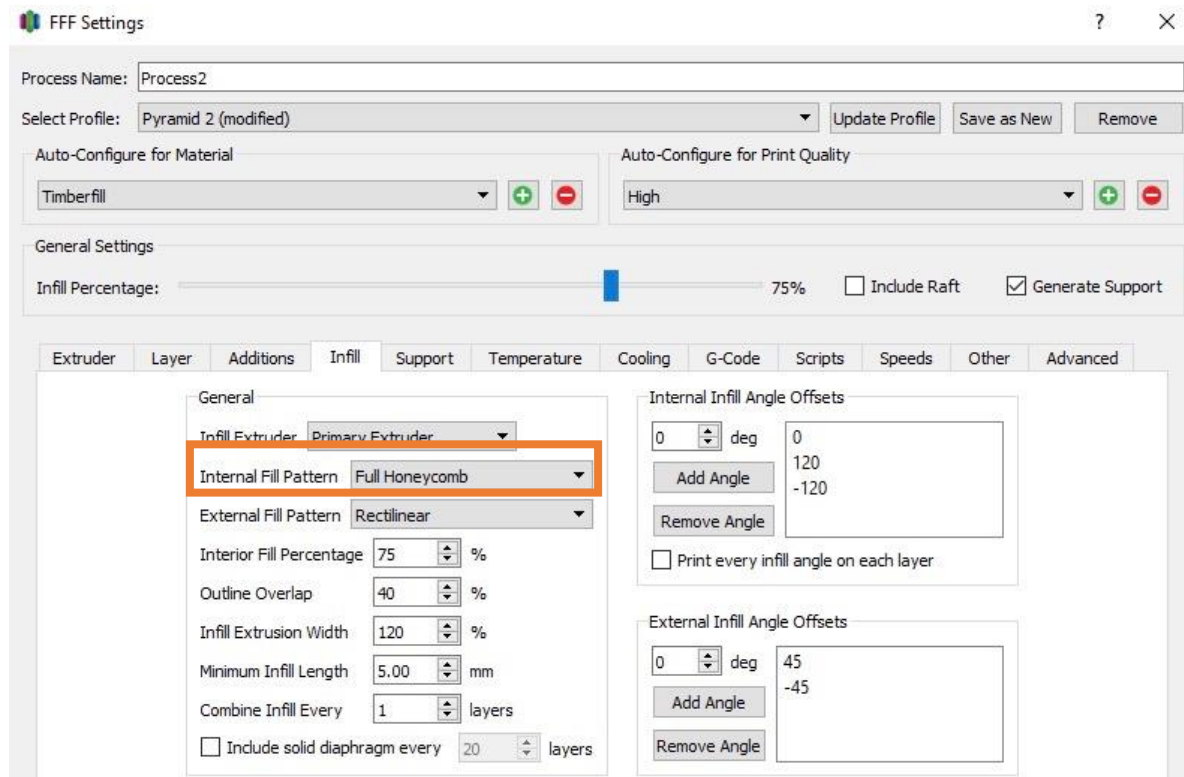 FFF Settings ?
Process Name: Process2
Select Profile: Pyramid 2 (modified) Update Profile Save as New Remove
Auto-Configure for Material
Timberfill
Auto-Configure for Print Quality
High
General Settings
Infill Percentage: 75% Include Raft Generate Support
Extruder Layer Additions Infill Support Temperature Cooling G-Code Scripts Speeds Other Advanced
General
Infill Extruder Primary Extruder
Internal Fill Pattern Full Honeycomb
External Fill Pattern Rectilinear
Interior Fill Percentage 75 %
Outline Overlap 40 %
Infill Extrusion Width 120 %
Minimum Infill Length 5.00 mm
Combine Infill Every 1 layers
Include solid diaphragm every 20 layers
Internal Infill Angle Offsets
0 deg
Add Angle
Remove Angle
0
120
-120
Print every infill angle on each layer
External Infill Angle Offsets
0 deg
Add Angle
Remove Angle
45
-45